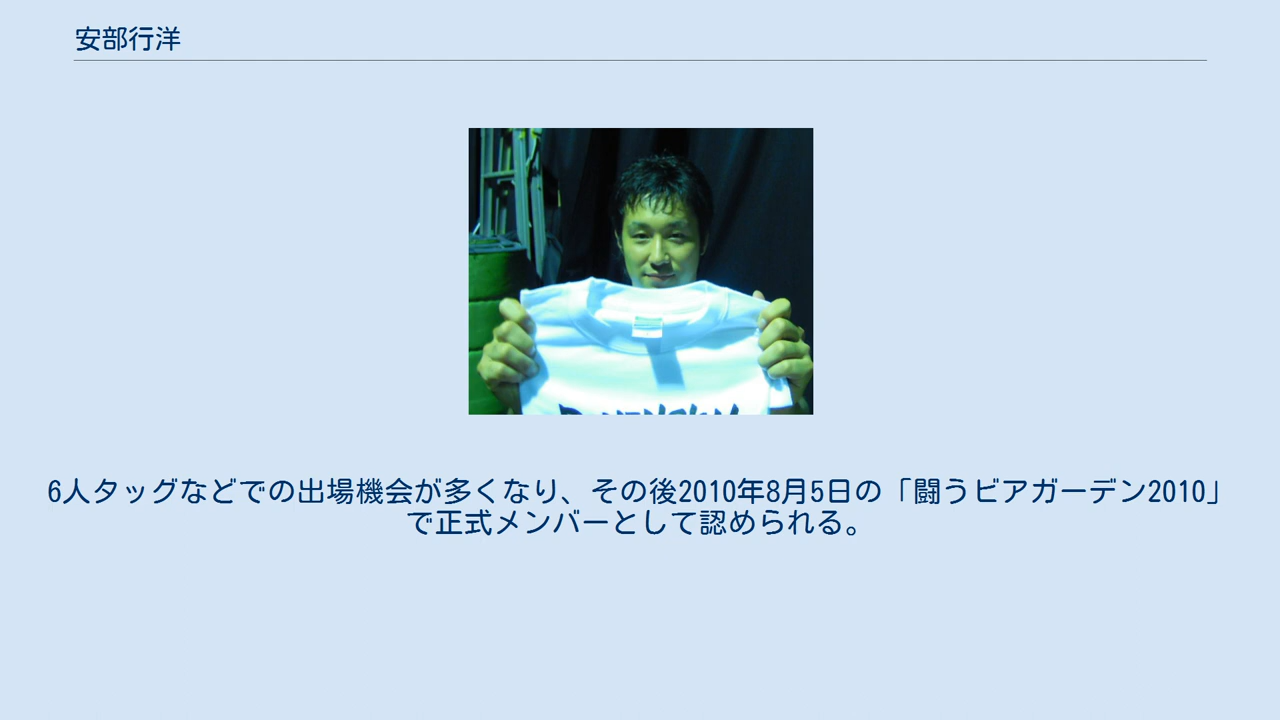 安部行洋
6人タッグなどでの出場機会が多くなり、その後2010年8月5日の「闘うビアガーデン2010」
で正式メンバーとして認められる。